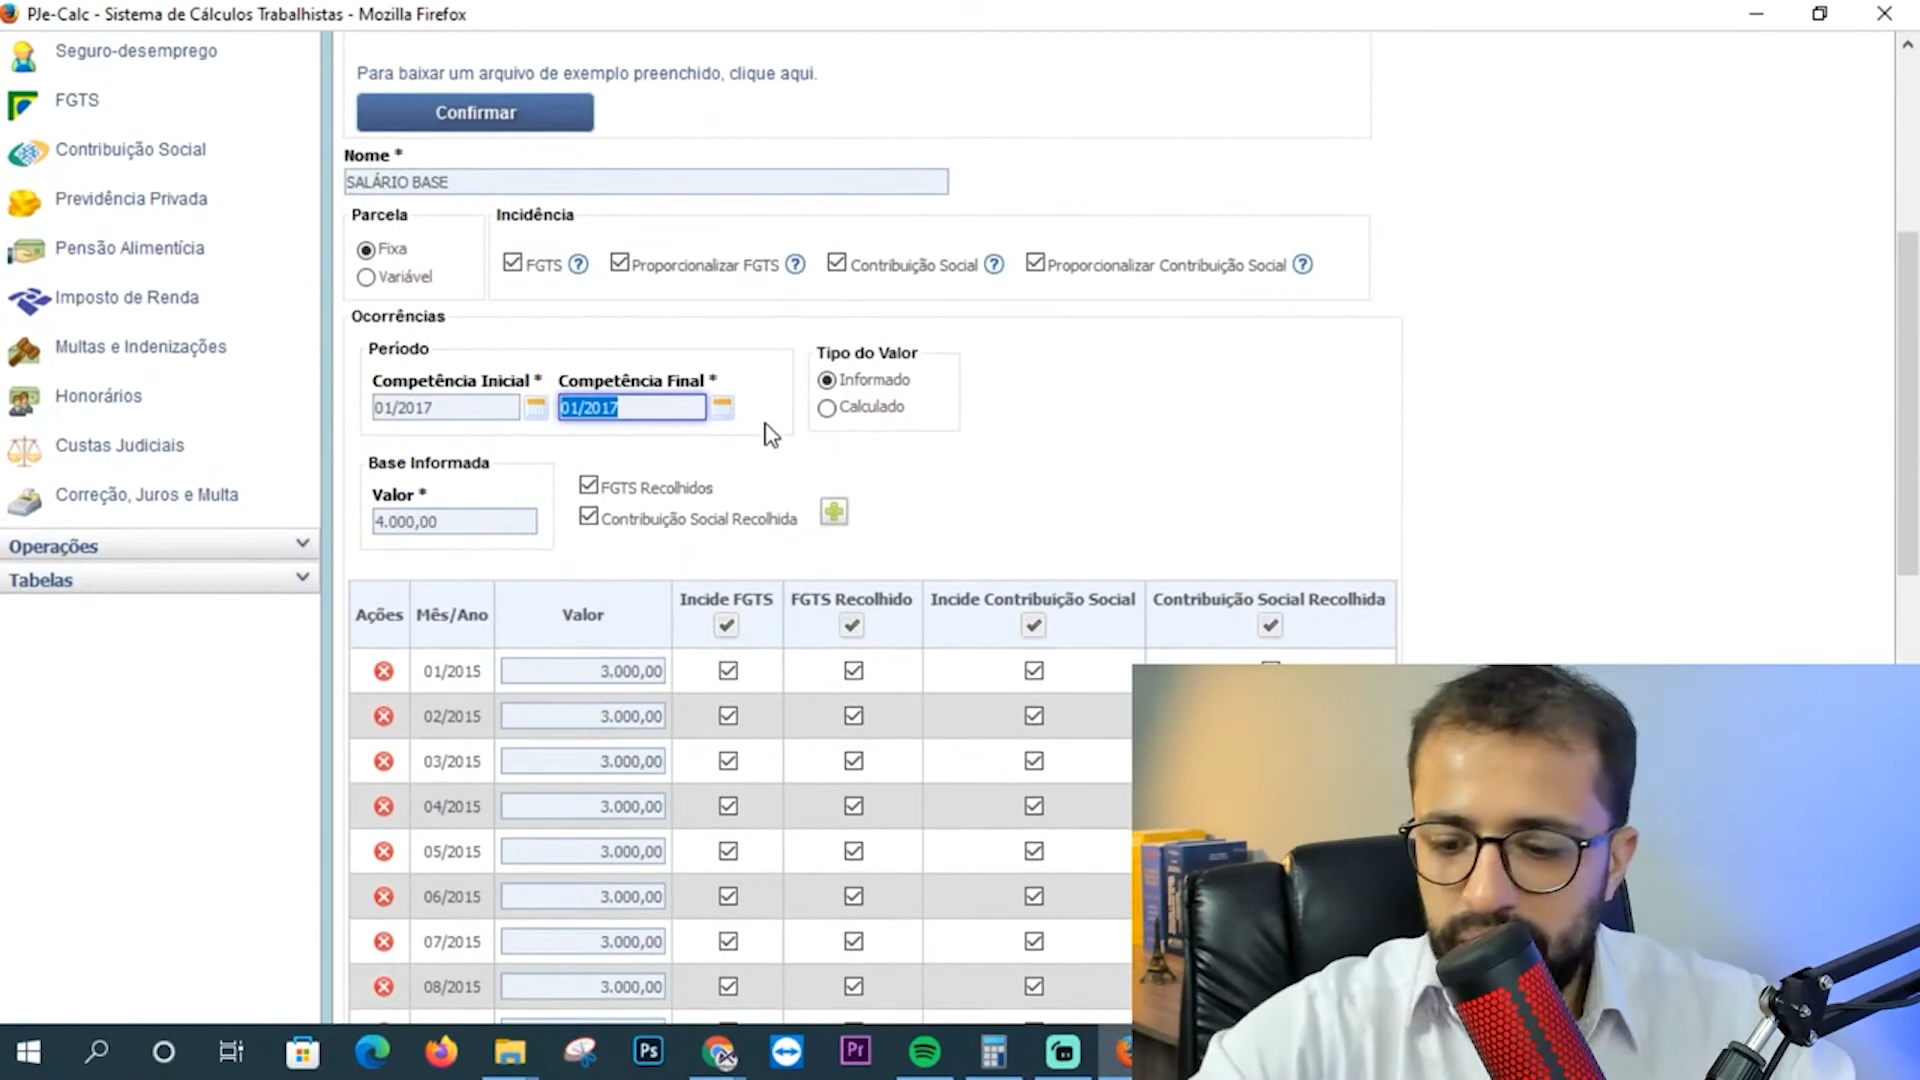 PJe-Calc - Sistema de Cálculos Trabalhistas - Mozilla Firefox
Seguro-desemprego
FGTS
Contribuição Social
Previdência Privada
Pensão Alimentícia
Imposto de Renda
Multas e Indenizações
Honorários
Custas Judiciais
Correção, Juros e Multa
Operações
Tabelas
Para baixar um arquivo de exemplo preenchido, clique aqui.
Confirmar
Nome *
SALÁRIO BASE
Parcela
Fixa
Variável
Incidência
FGTS ? Proporcionalizar FGTS ? Contribuição Social ? Proporcionalizar Contribuição Social ?
Ocorrências
Período
Competência Inicial * Competência Final *
01/2017 01/2017
Tipo do Valor
Informado
Calculado
Base Informada
Valor *
4.000,00
FGTS Recolhidos
Contribuição Social Recolhida
Ações Mês/Ano Valor Incide FGTS FGTS Recolhido Incide Contribuição Social Contribuição Social Recolhida
01/2015 3.000,00
02/2015 3.000,00
03/2015 3.000,00
04/2015 3.000,00
05/2015 3.000,00
06/2015 3.000,00
07/2015 3.000,00
08/2015 3.000,00
Ps
Pr